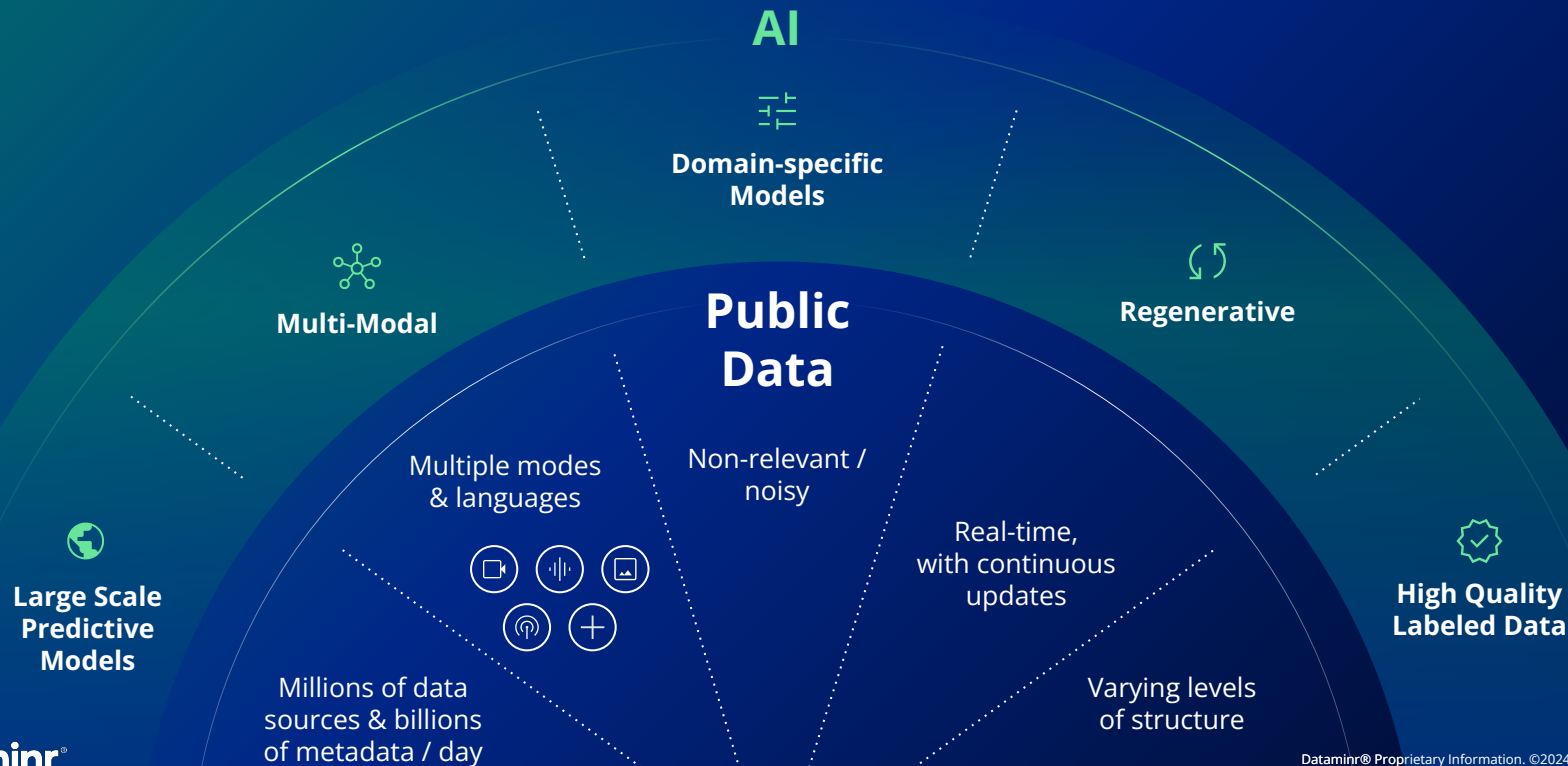 AI
Domain-specific
Models
Multi-Modal
Regenerative
Large Scale
Predictive
Models
High Quality
Labeled Data
Public
Data
Multiple modes
& languages
Non-relevant /
noisy
Real-time,
with continuous
updates
Millions of data
sources & billions
of metadata / day
Varying levels
of structure
Dataminr® Proprietary Information. ©2024